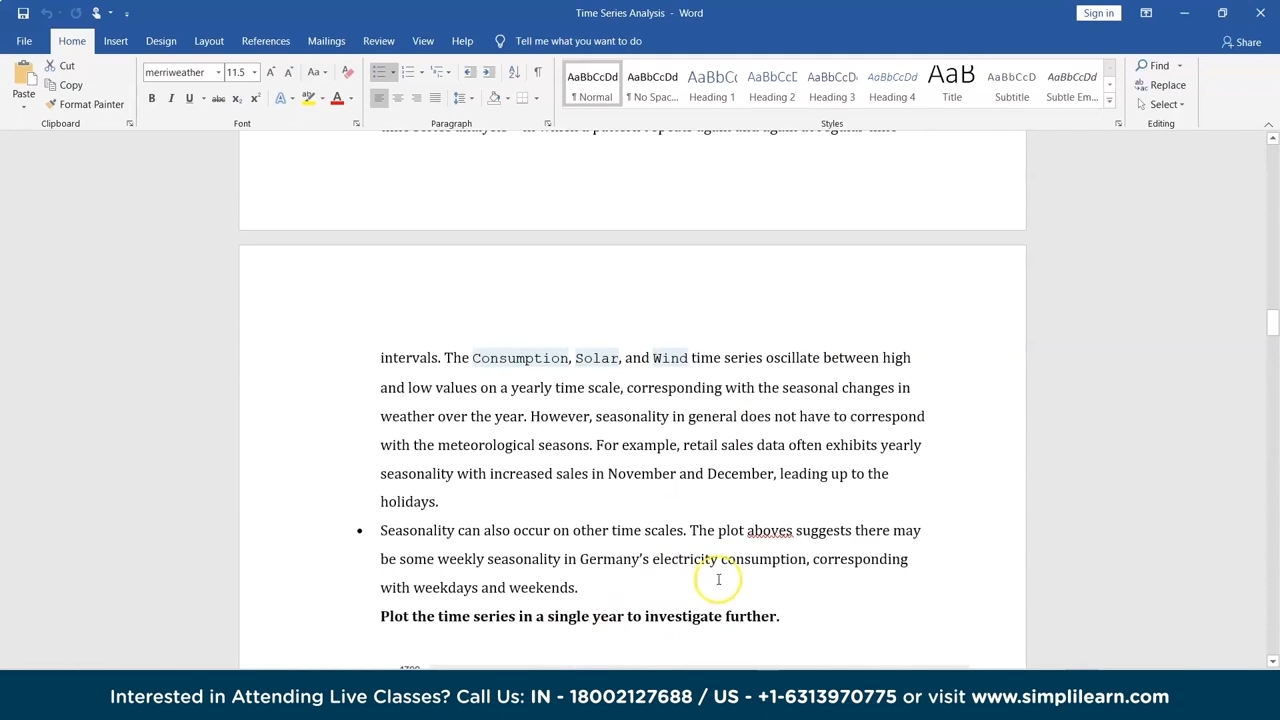 Time Series Analysis - Word
Sign in
File Home Insert Design Layout References Mailings Review View Help Tell me what you want to do Share
Paste
Cut
Copy
Format Painter
Clipboard
merriweather 11.5
Font
Paragraph
AaBbCcDd AaBbCcDd AaBbCc AaBbCcD AaBbCcD AaBbCcD AaB AaBbCcD AaBbCcDd
¶ Normal ¶ No Spac... Heading 1 Heading 2 Heading 3 Heading 4 Title Subtitle Subtle Em...
Styles
Find
Replace
Select
Editing
intervals. The Consumption, Solar, and Wind time series oscillate between high
and low values on a yearly time scale, corresponding with the seasonal changes in
weather over the year. However, seasonality in general does not have to correspond
with the meteorological seasons. For example, retail sales data often exhibits yearly
seasonality with increased sales in November and December, leading up to the
holidays.
• Seasonality can also occur on other time scales. The plot aboves suggests there may
be some weekly seasonality in Germany's electricity consumption, corresponding
with weekdays and weekends.
Plot the time series in a single year to investigate further.
Interested in Attending Live Classes? Call Us: IN - 18002127688 / US - +1-6313970775 or visit www.simplilearn.com